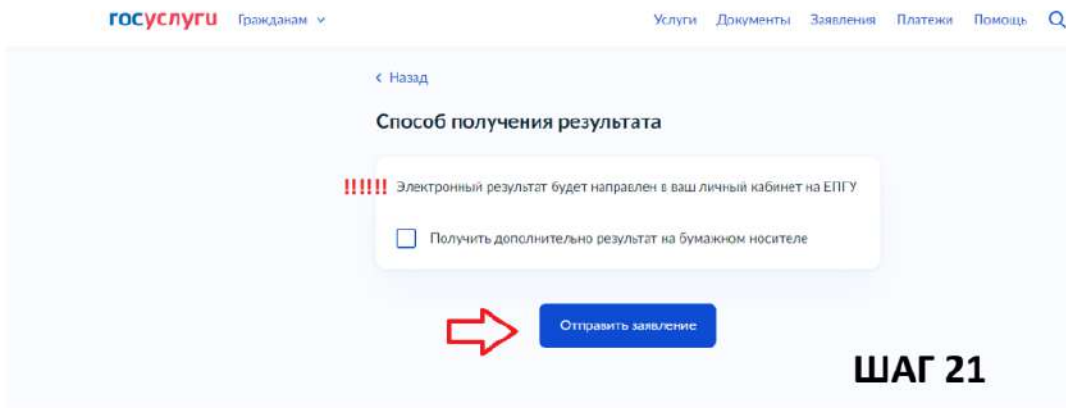 госуслуги Гражданам Услуги Документы Заявления Платежи Помощь
Назад
Способ получения результата
!!!!!! Электронный результат будет направлен в ваш личный кабинет на ЕПГУ
Получить дополнительно результат на бумажном носителе
Отправить заявление
ШАГ 21